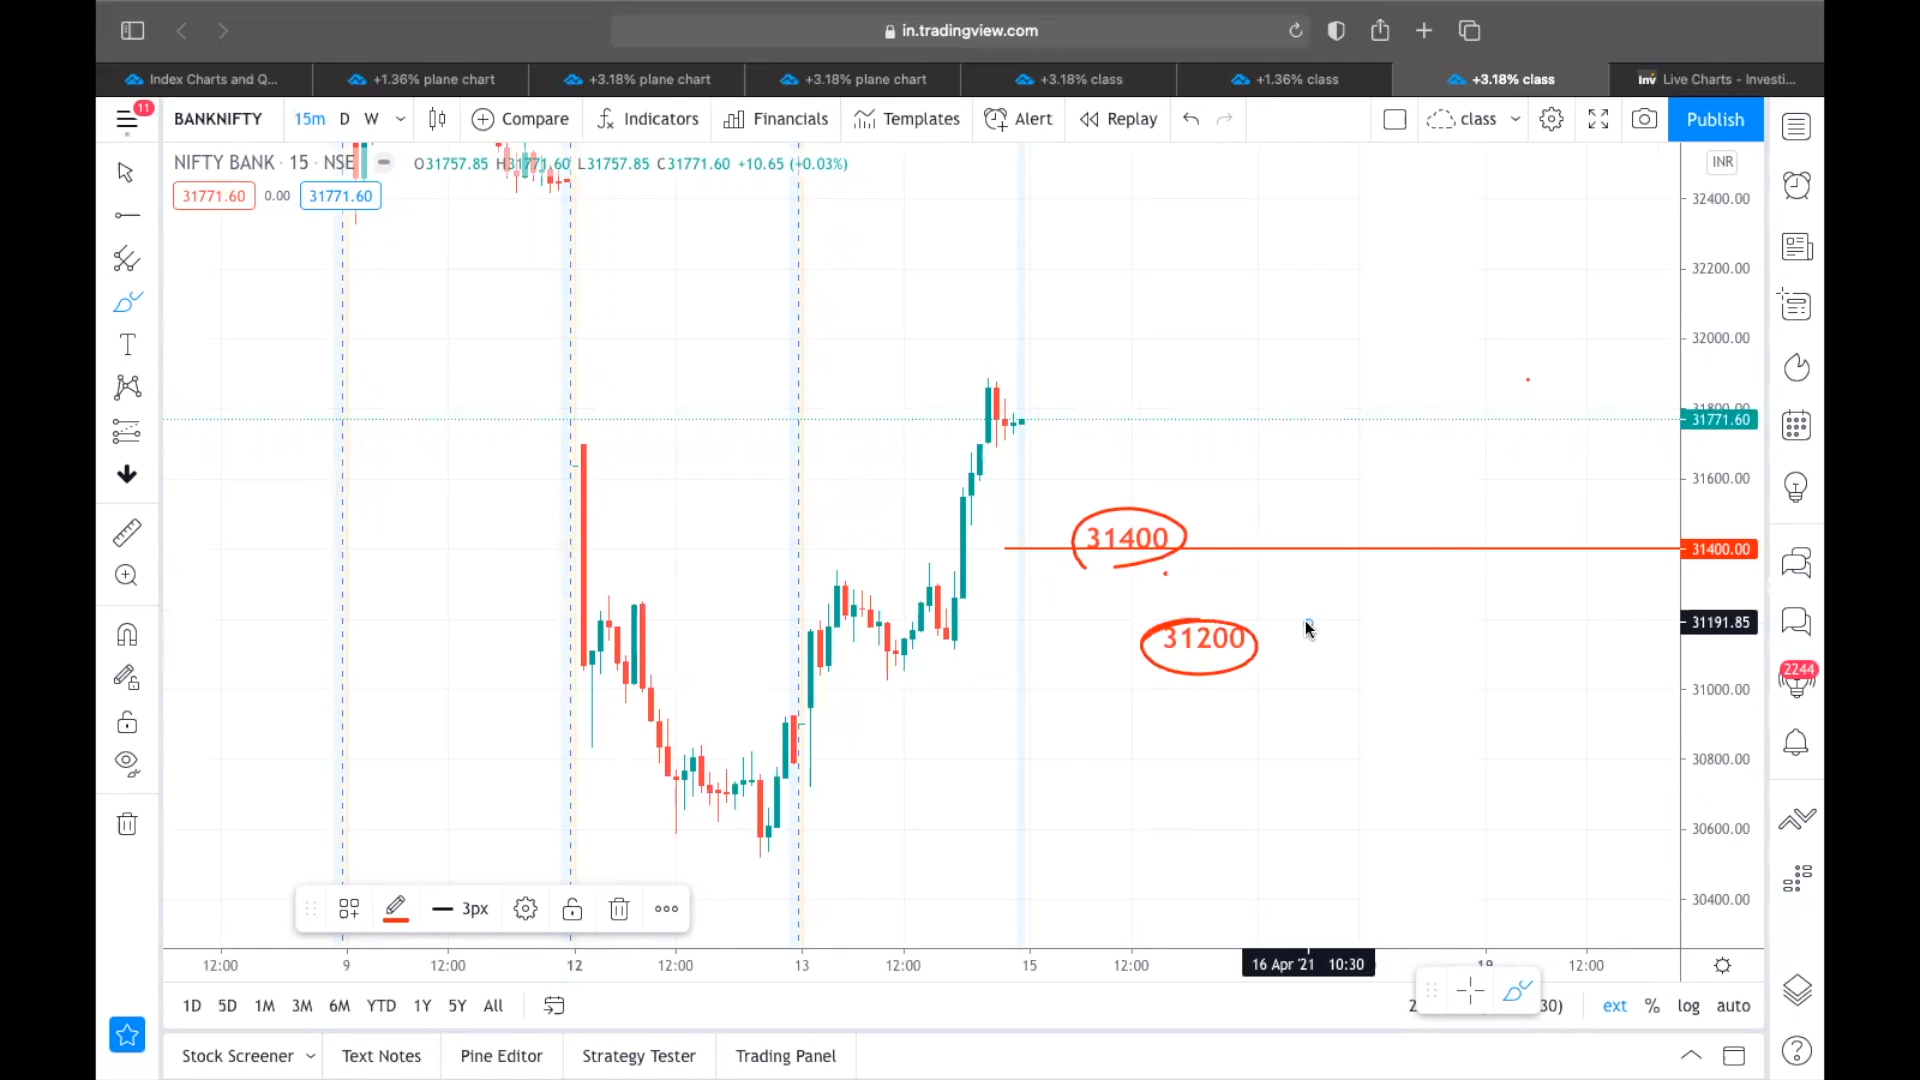 in.tradingview.com
Index Charts and Q...
+1.36% plane chart
+3.18% plane chart
+3.18% plane chart
+3.18% class
+1.36% class
+3.18% class
Inv Live Charts - Investi...
11
BANKNIFTY 15m D W Compare Indicators Financials Templates Alert Replay class Publish
NIFTY BANK · 15 · NSE O31757.85 H31771.60 L31757.85 C31771.60 +10.65 (+0.03%)
INR
31771.60 0.00 31771.60
32400.00
32200.00
32000.00
31800.00
31771.60
31600.00
31400
31400.00
31191.85
31200
2244
31000.00
30800.00
30600.00
30400.00
3px
12:00 9 12:00 12 12:00 13 12:00 15 12:00 16 Apr '21 10:30 19 12:00
1D 5D 1M 3M 6M YTD 1Y 5Y All ext % log auto
Stock Screener Text Notes Pine Editor Strategy Tester Trading Panel